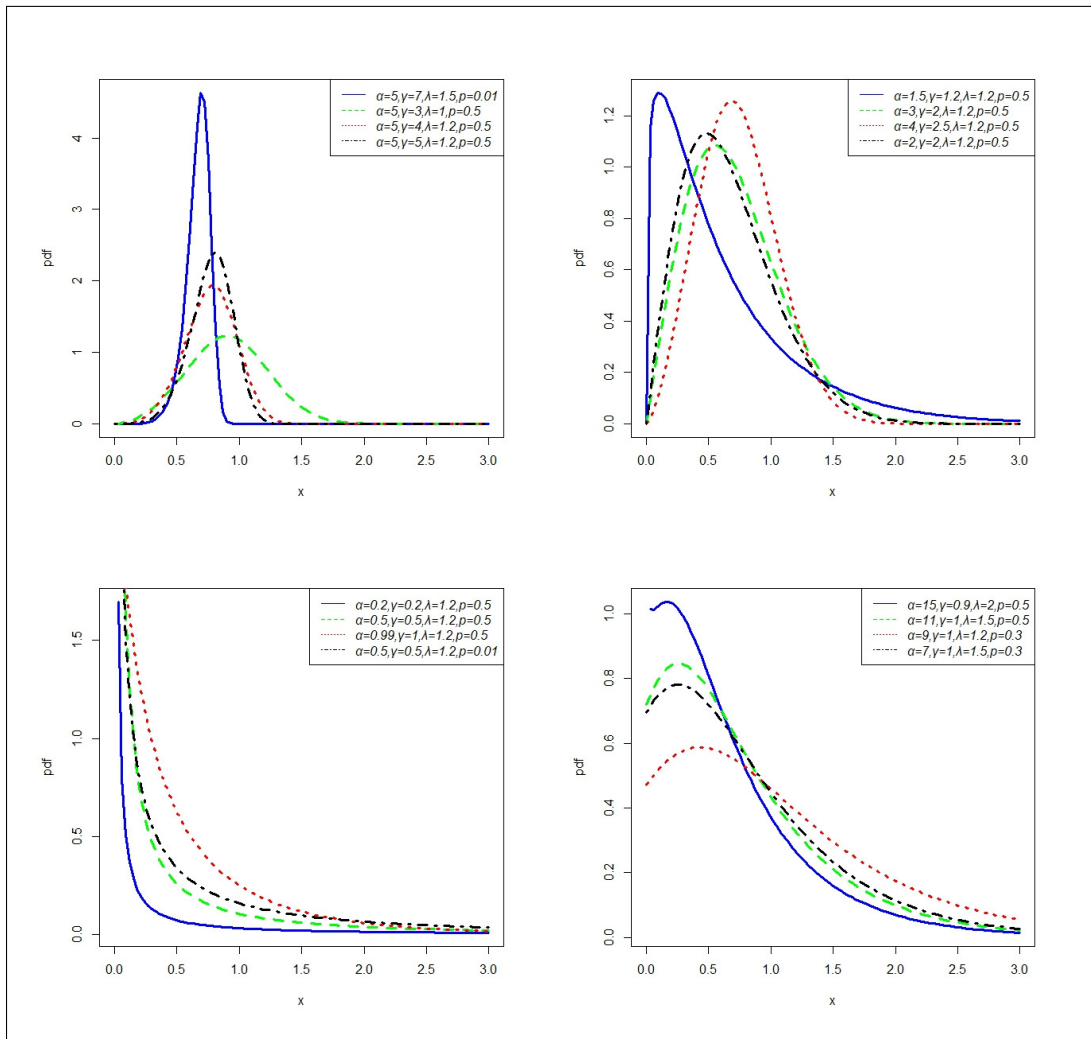 α=5,γ=7,λ=1.5,p=0.01
α=5,γ=3,λ=1,p=0.5
α=5,γ=4,λ=1.2,p=0.5
α=5,γ=5,λ=1.2,p=0.5
pdf
4
3
2
1
0
0.0 0.5 1.0 1.5 2.0 2.5 3.0
x
α=1.5,γ=1.2,λ=1.2,p=0.5
α=3,γ=2,λ=1.2,p=0.5
α=4,γ=2.5,λ=1.2,p=0.5
α=2,γ=2,λ=1.2,p=0.5
pdf
1.2
1.0
0.8
0.6
0.4
0.2
0.0
0.0 0.5 1.0 1.5 2.0 2.5 3.0
x
α=0.2,γ=0.2,λ=1.2,p=0.5
α=0.5,γ=0.5,λ=1.2,p=0.5
α=0.99,γ=1,λ=1.2,p=0.5
α=0.5,γ=0.5,λ=1.2,p=0.01
pdf
1.5
1.0
0.5
0.0
0.0 0.5 1.0 1.5 2.0 2.5 3.0
x
α=15,γ=0.9,λ=2,p=0.5
α=11,γ=1,λ=1.5,p=0.5
α=9,γ=1,λ=1.2,p=0.3
α=7,γ=1,λ=1.5,p=0.3
pdf
1.0
0.8
0.6
0.4
0.2
0.0
0.0 0.5 1.0 1.5 2.0 2.5 3.0
x